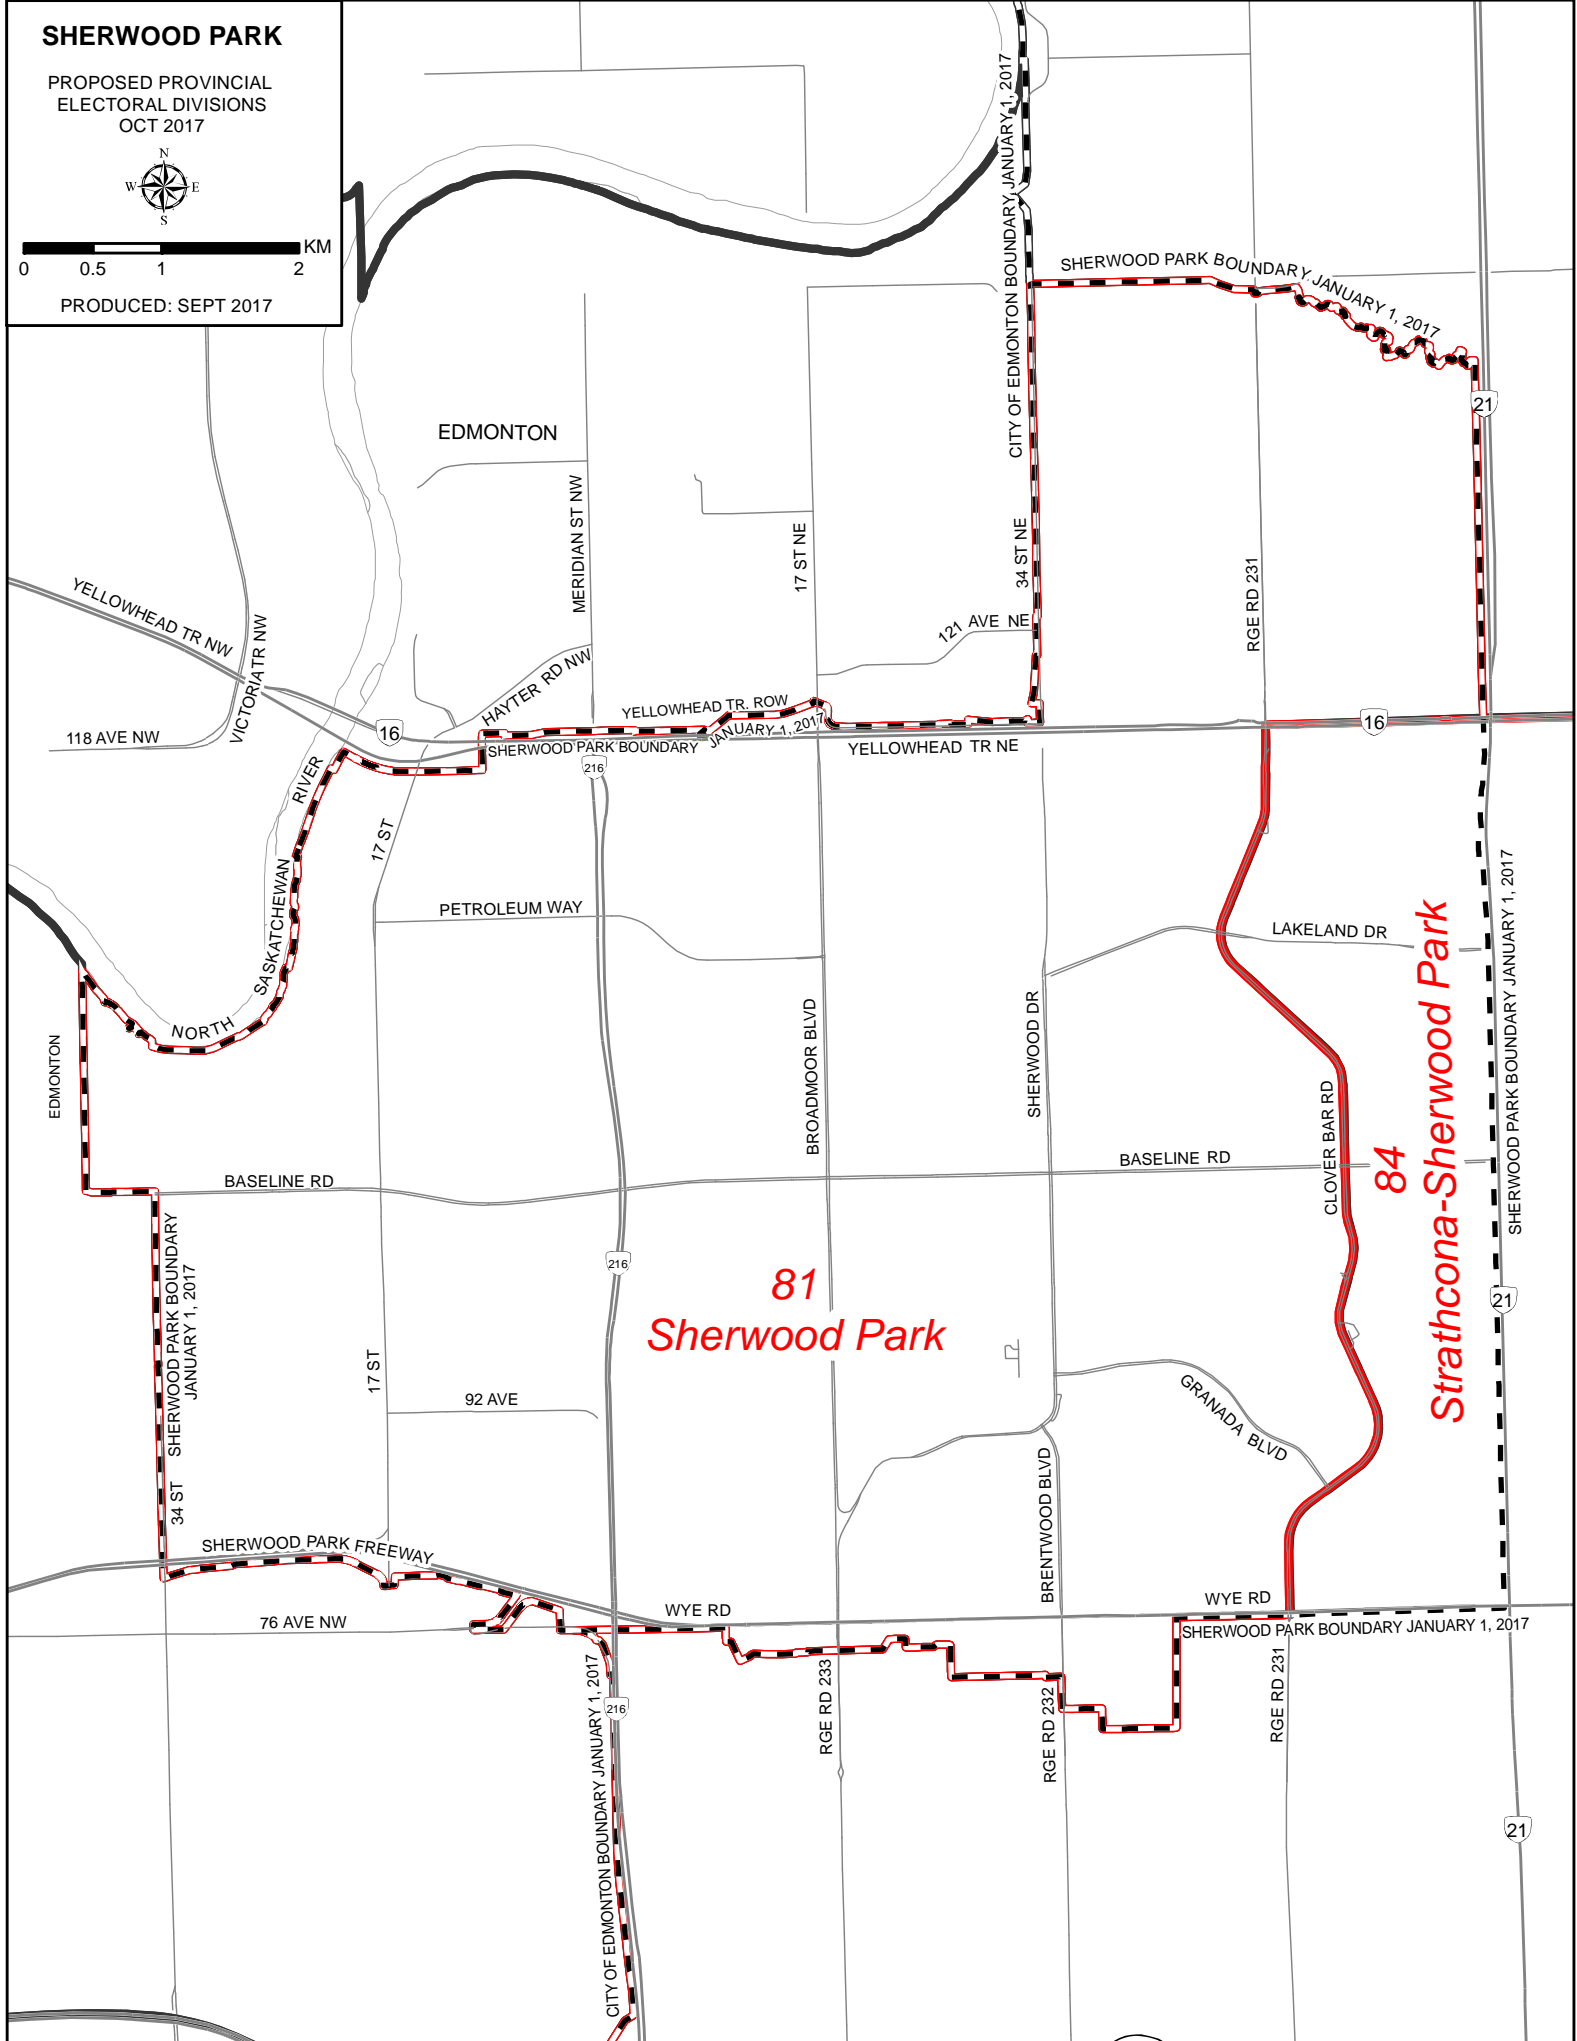 SHERWOOD PARK
PROPOSED PROVINCIAL
ELECTORAL DIVISIONS
OCT 2017
N
W E
S
KM
0 0.5 1 2
PRODUCED: SEPT 2017
CITY OF EDMONTON BOUNDARY JANUARY 1, 2017
SHERWOOD PARK BOUNDARY JANUARY 1, 2017
21
EDMONTON
MERIDIAN ST NW
17 ST NE
34 ST NE
RGE RD 231
YELLOWHEAD TR NW
VICTORIA TR NW
121 AVE NE
HAYTER RD NW
118 AVE NW
16
YELLOWHEAD TR. ROW
SHERWOOD PARK BOUNDARY JANUARY 1, 2017
YELLOWHEAD TR NE
16
216
NORTH SASKATCHEWAN RIVER
17 ST
PETROLEUM WAY
LAKELAND DR
EDMONTON
BROADMOOR BLVD
SHERWOOD DR
CLOVER BAR RD
84
Strathcona-Sherwood Park
SHERWOOD PARK BOUNDARY JANUARY 1, 2017
BASELINE RD
BASELINE RD
SHERWOOD PARK BOUNDARY
JANUARY 1, 2017
34 ST
216
81
Sherwood Park
21
17 ST
92 AVE
GRANADA BLVD
BRENTWOOD BLVD
SHERWOOD PARK FREEWAY
76 AVE NW
WYE RD
WYE RD
SHERWOOD PARK BOUNDARY JANUARY 1, 2017
CITY OF EDMONTON BOUNDARY JANUARY 1, 2017
216
RGE RD 233
RGE RD 232
RGE RD 231
21